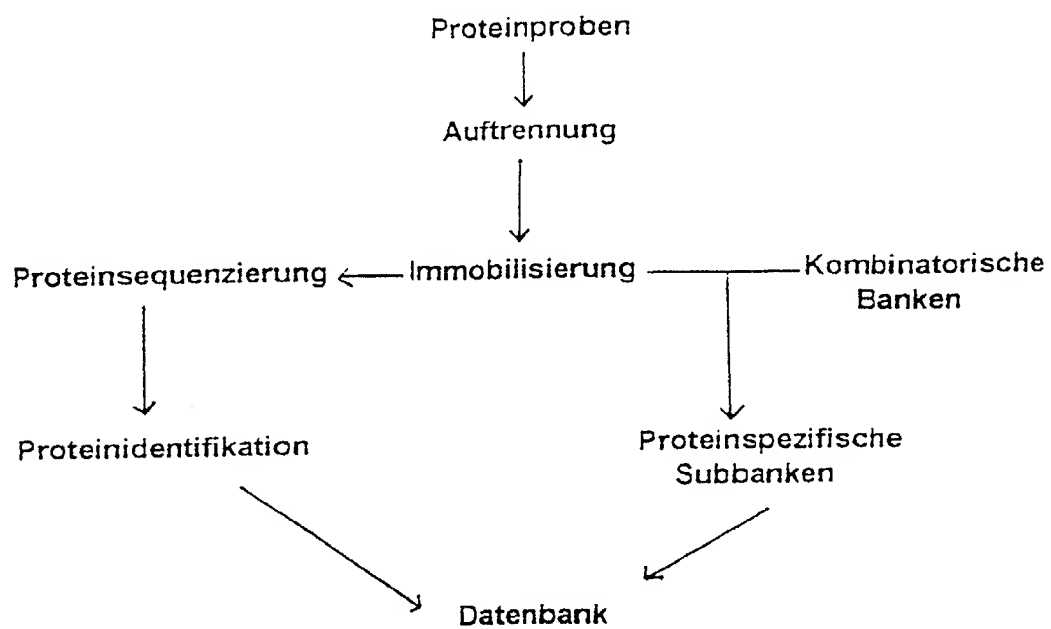 Proteinproben
Auftrennung
Proteinsequenzierung
Immobilisierung
Kombinatorische
Banken
Proteinidentifikation
Proteinspezifische
Subbanken
Datenbank